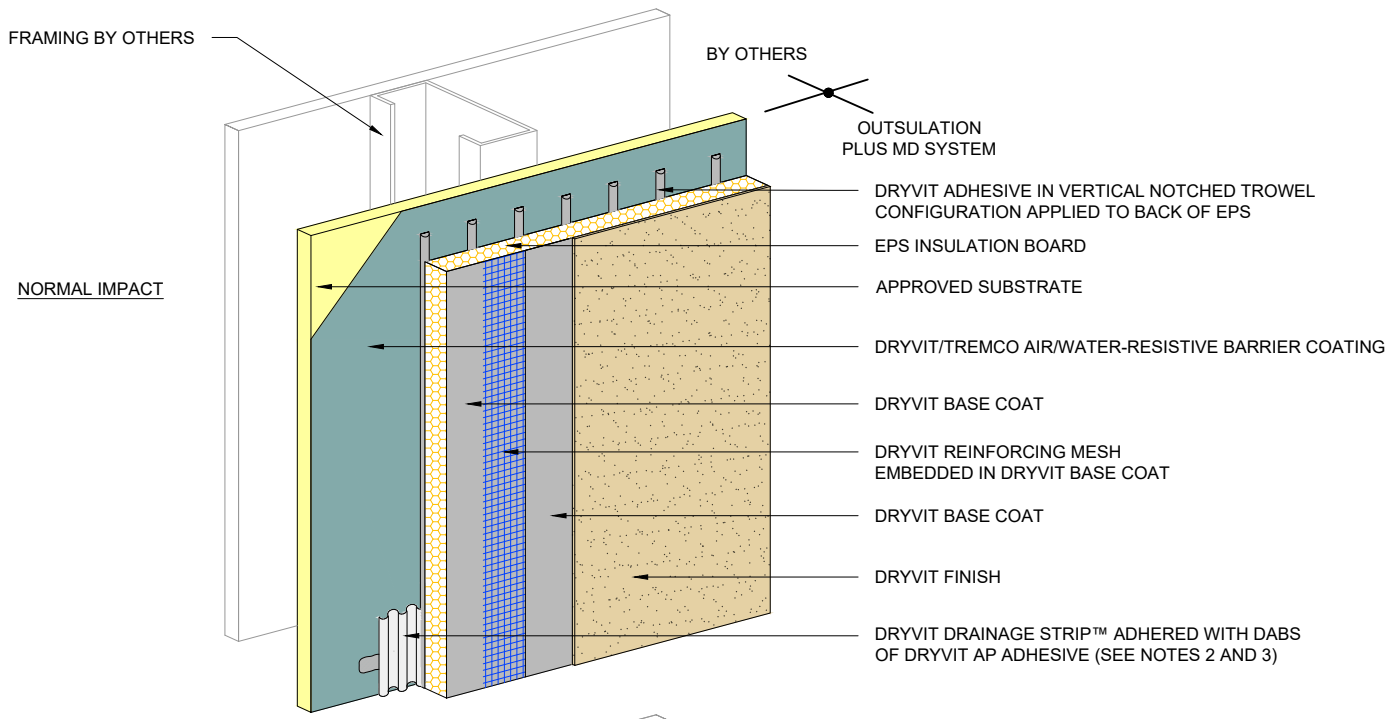 FRAMING BY OTHERS
BY OTHERS
OUTSULATION
PLUS MD SYSTEM
DRYVIT ADHESIVE IN VERTICAL NOTCHED TROWEL
CONFIGURATION APPLIED TO BACK OF EPS
EPS INSULATION BOARD
NORMAL IMPACT
APPROVED SUBSTRATE
DRYVIT/TREMCO AIR/WATER-RESISTIVE BARRIER COATING
DRYVIT BASE COAT
DRYVIT REINFORCING MESH
EMBEDDED IN DRYVIT BASE COAT
DRYVIT BASE COAT
DRYVIT FINISH
DRYVIT DRAINAGE STRIP™ ADHERED WITH DABS
OF DRYVIT AP ADHESIVE (SEE NOTES 2 AND 3)